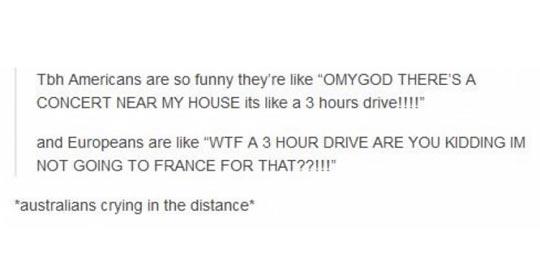 Tbh Americans are so funny they're like "OMYGOD THERE'S A
CONCERT NEAR MY HOUSE its like a 3 hours drive!!!!"
and Europeans are like "WTF A 3 HOUR DRIVE ARE YOU KIDDING IM
NOT GOING TO FRANCE FOR THAT??!!!"
*australians crying in the distance*